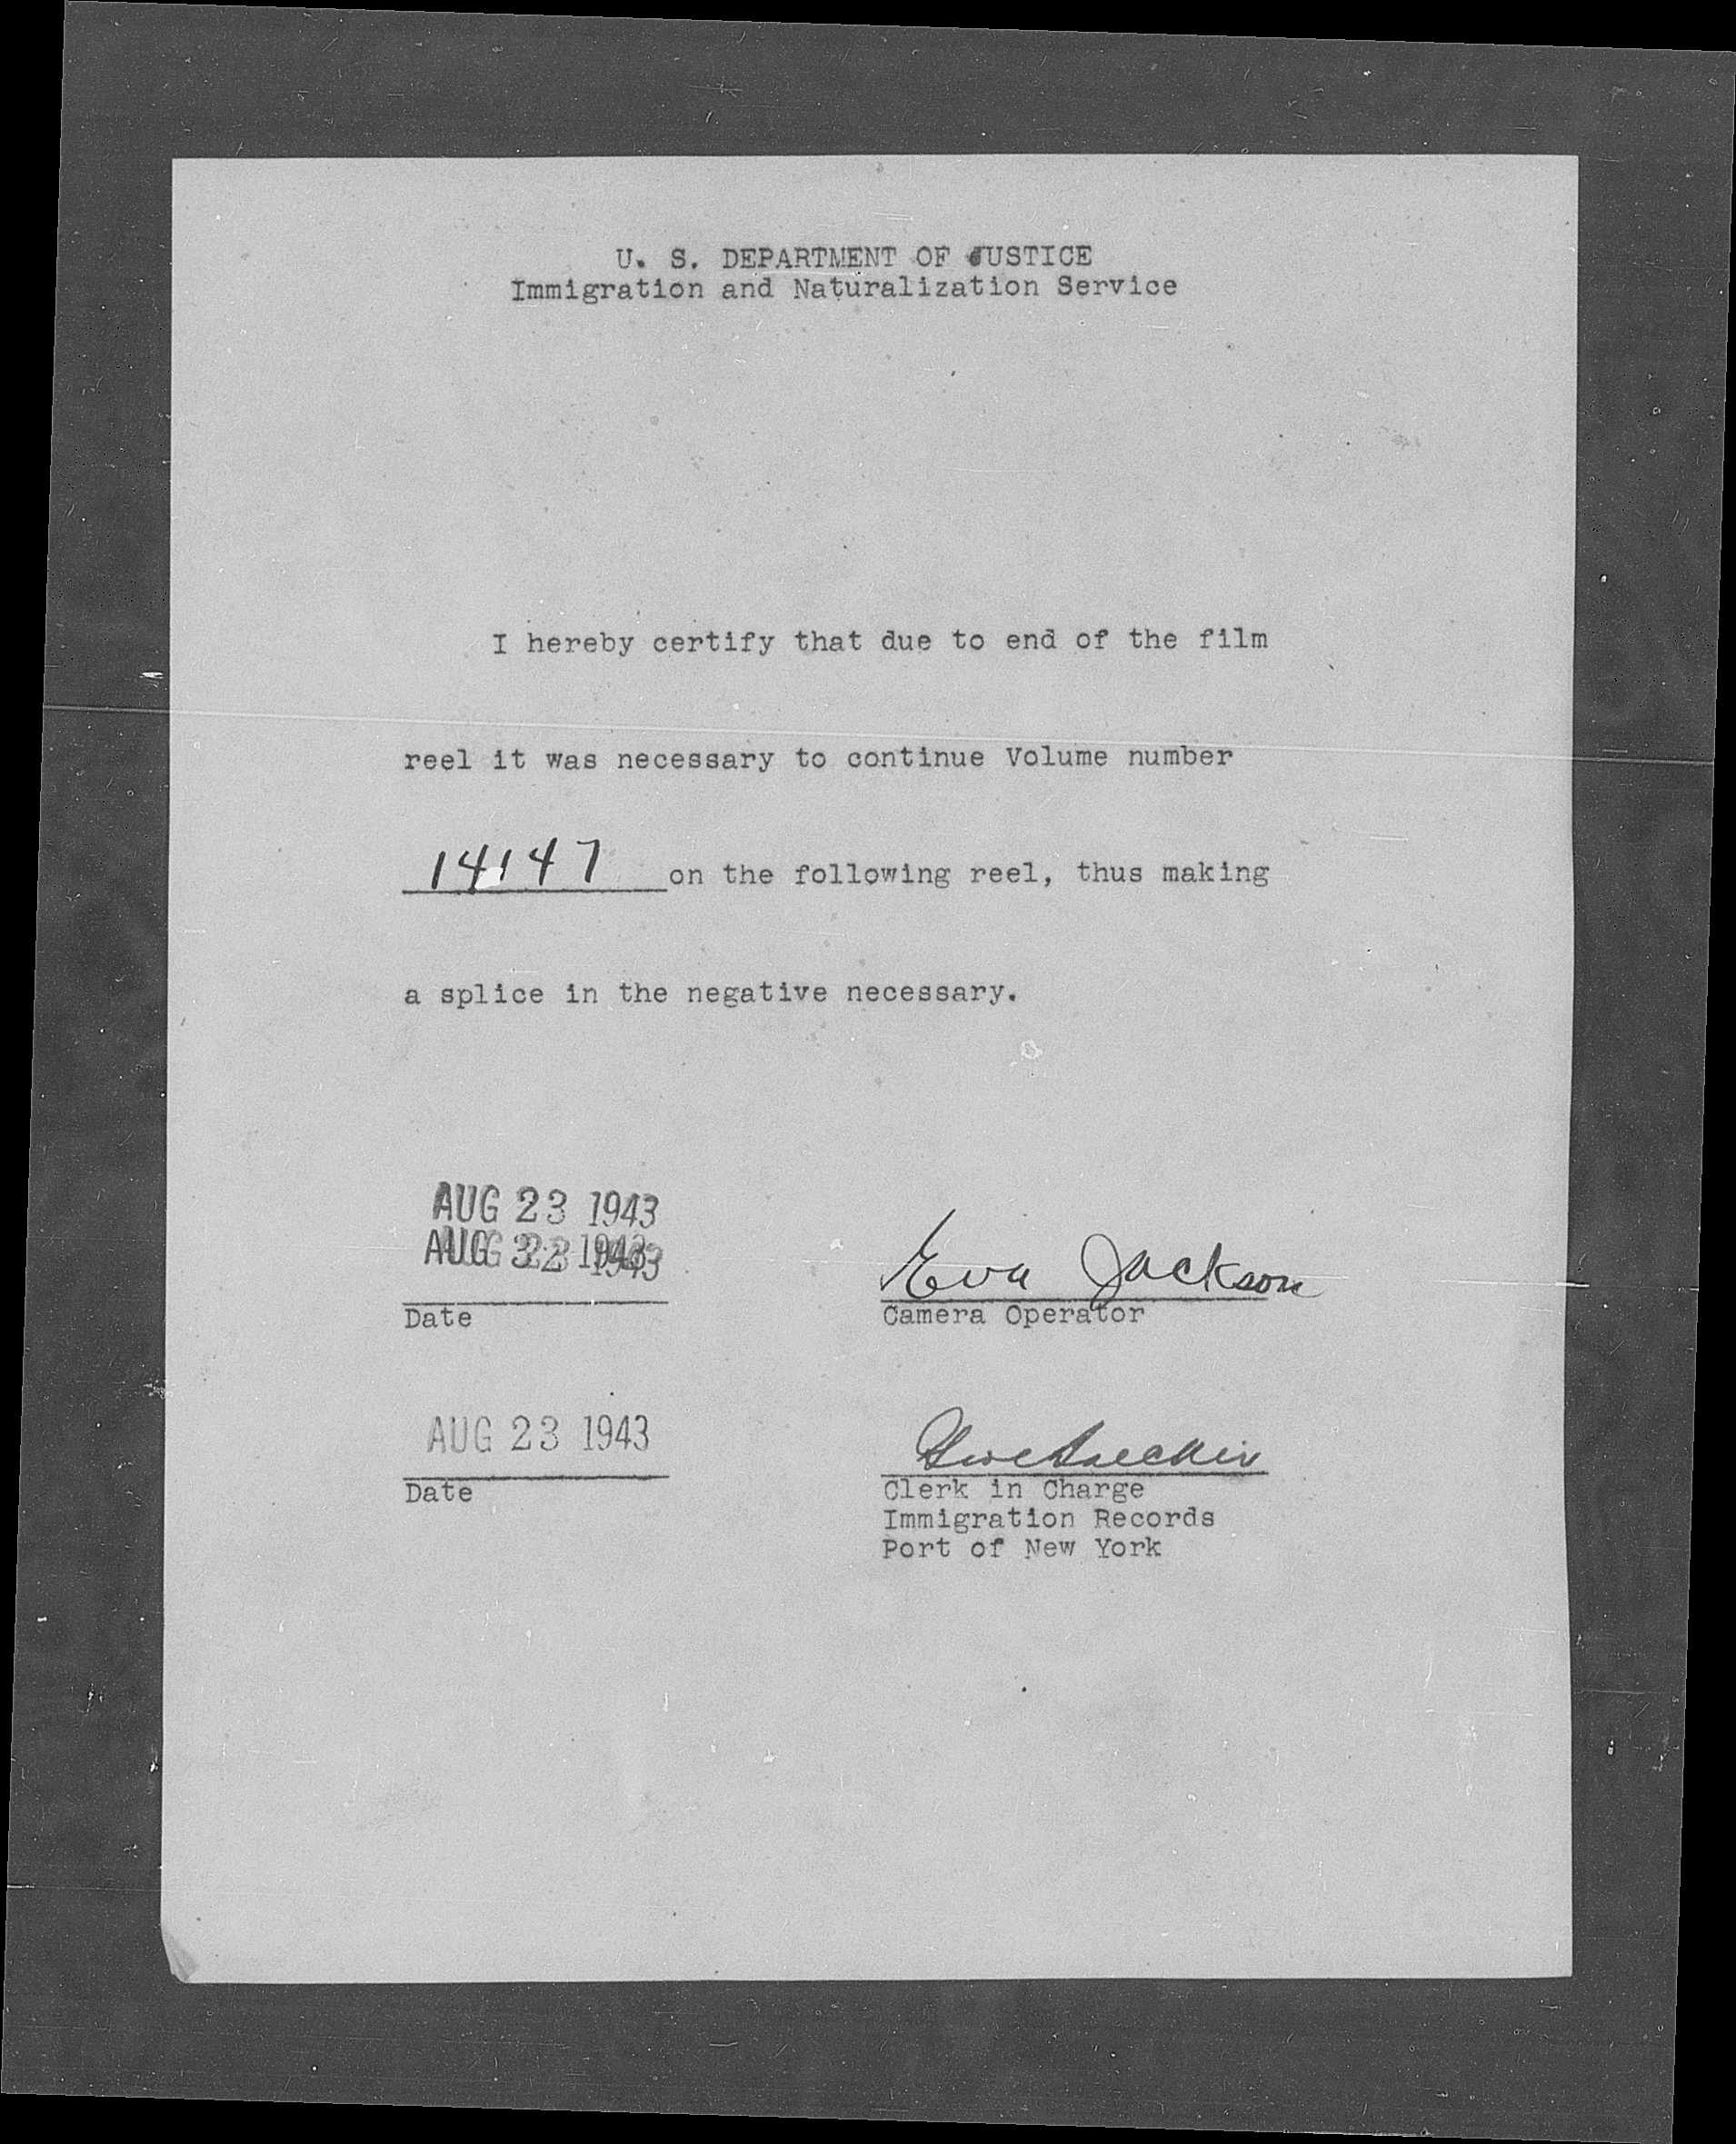 U. S. DEPARTMENT OF JUSTICE
Immigration and Naturalization Service
I hereby certify that due to end of the film
reel it was necessary to continue Volume number
14147 on the following reel, thus making
a splice in the negative necessary.
AUG 23 1943
AUG 1943
Eva Jackson
Date
Camera Operator
AUG 23 1943
Date
Clerk in Charge
Immigration Records
Port of New York